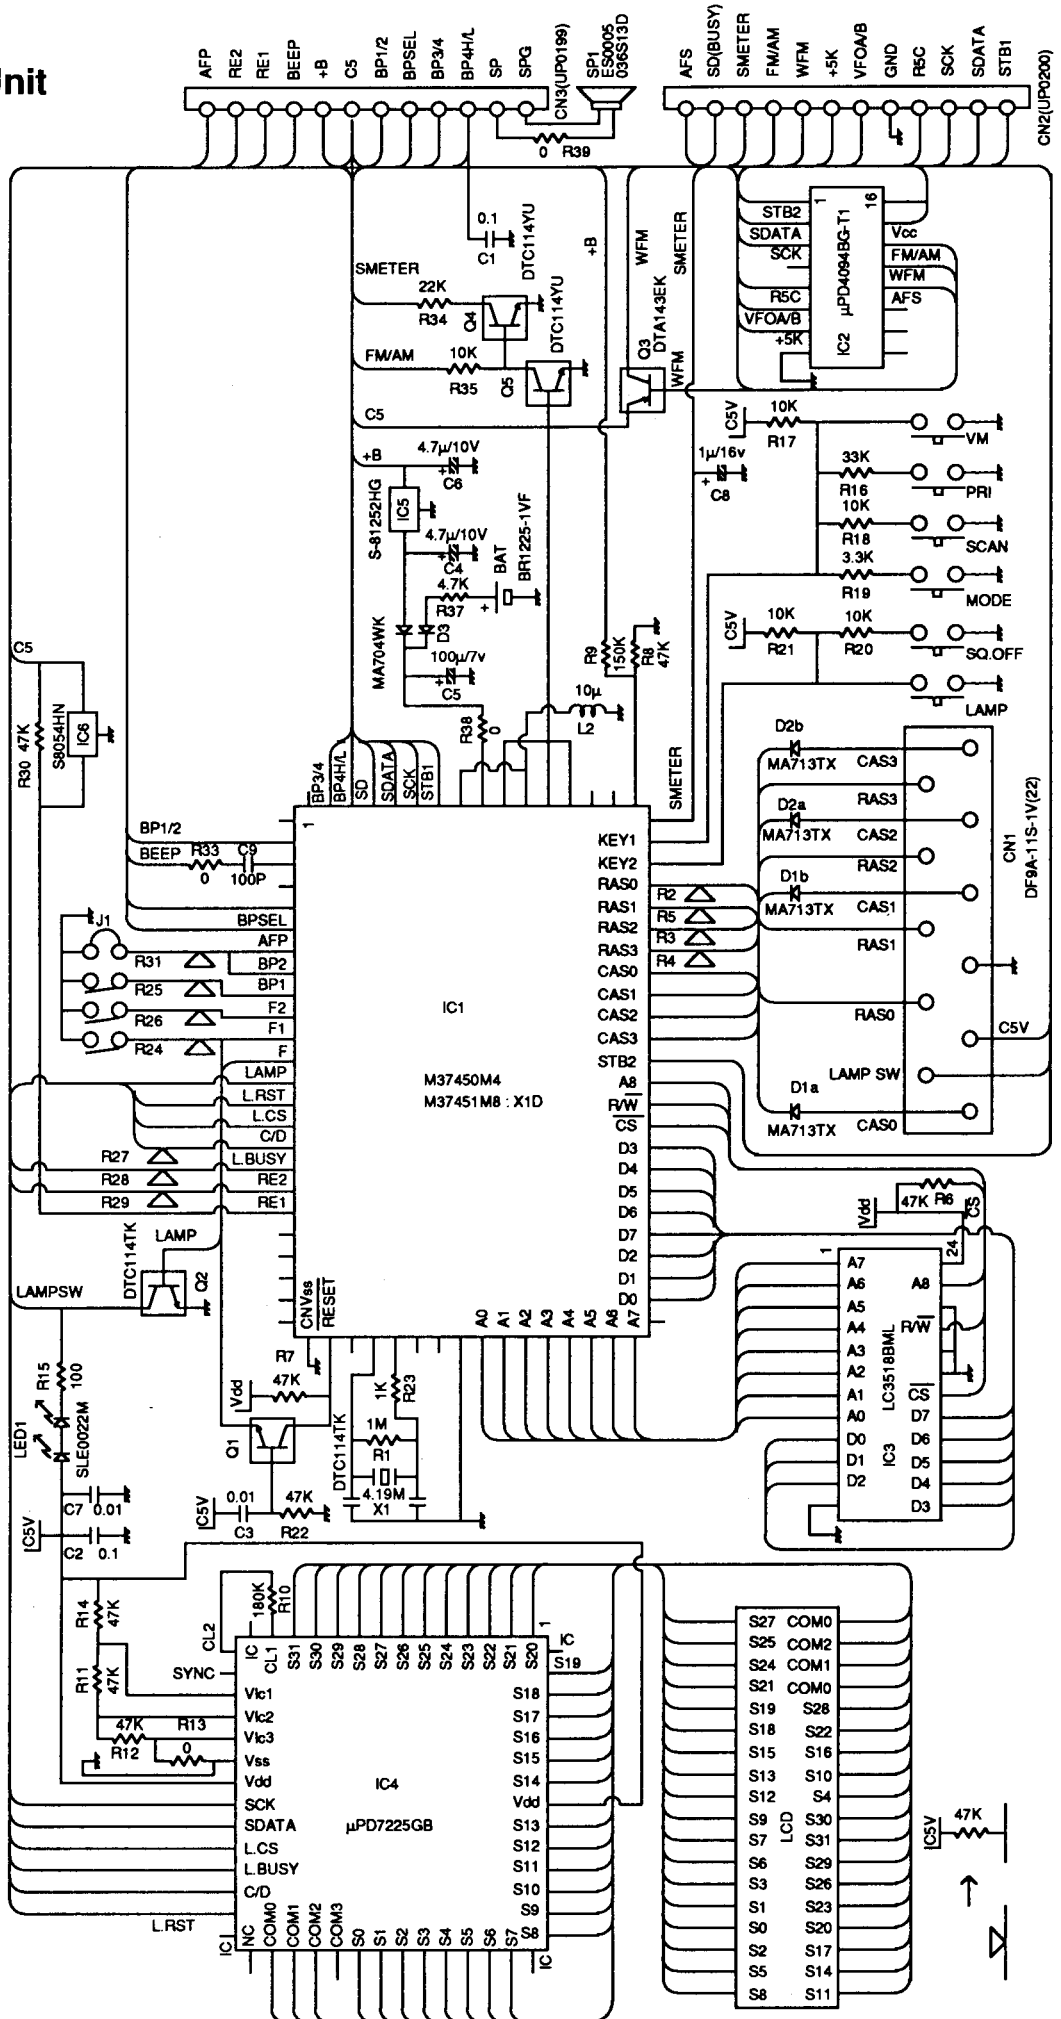 Unit
AFP
RE2
RE1
BEEP
+B
C5
BP1/2
BPSEL
BP3/4
BP4H/L
SP
SPG
CN3(UP0199)
SP1
ES0005
036S13D
AFS
SD(BUSY)
SMETER
FM/AM
WFM
+5K
VFOA/B
GND
R5C
SCK
SDATA
STB1
CN2(UP0200)
0 R39
0.1
C1
DTC114YU
SMETER
22K
R34
Q4
DTC114YU
FM/AM
10K
R35
Q5
C5
+B
WFM
SMETER
Q3
DTA143EK
WFM
1
16
STB2
SDATA
SCK
R5C
VFOA/B
+5K
µPD4094BG-T1
IC2
Vcc
FM/AM
WFM
AFS
+B
4.7µ/10V
+
C6
S-81252HG
IC5
4.7µ/10V
+
C4
BAT
BR1225-1VF
4.7K
R37
+
MA704WK
D3
100µ/7v
+
C5
R38
0
R9
150K
R8
47K
10µ
L2
1µ/16v
+
C8
C5V
10K
R17
VM
33K
R16
PRI
10K
R18
SCAN
3.3K
R19
MODE
C5V
10K
R21
10K
R20
SQ.OFF
LAMP
C5
R30 47K
S8054HN
IC6
BP3/4
BP4H/L
SD
SDATA
SCK
STB1
SMETER
1
BP1/2
BEEP
R33
0
C9
100P
BPSEL
AFP
J1
R31
BP2
R25
BP1
R26
F2
R24
F1
F
LAMP
L.RST
L.CS
C/D
R27
L.BUSY
R28
RE2
R29
RE1
IC1
M37450M4
M37451M8 : X1D
KEY1
KEY2
RAS0
R2
RAS1
R5
RAS2
R3
RAS3
R4
CAS0
CAS1
CAS2
CAS3
STB2
A8
R/W
CS
D3
D4
D5
D6
D7
D2
D1
D0
CNVss
RESET
A0
A1
A2
A3
A4
A5
A6
A7
D2b
MA713TX
CAS3
RAS3
D2a
MA713TX
CAS2
RAS2
D1b
MA713TX
CAS1
RAS1
RAS0
C5V
LAMP SW
D1a
MA713TX
CAS0
CN1
DF9A-11S-1V(22)
Vdd
47K R6
CS
1
24
A7
A6
A5
A4
A3
A2
A1
A0
D0
D1
D2
LC3518BML
IC3
A8
R/W
CS
D7
D6
D5
D4
D3
LAMP
DTC114TK
Q2
LAMPSW
R15
100
LED1
SLE0022M
C7 0.01
C5V
C2 0.1
R7
Vdd
47K
Q1
DTC114TK
C5V
0.01
C3
47K
R22
1K
R23
1M
R1
4.19M
X1
R14
47K
R11
47K
47K
R12
R13
0
CL2
180K
R10
IC
CL1
S31
S30
S29
S28
S27
S26
S25
S24
S23
S22
S21
S20
1
IC
S19
SYNC
Vlc1
Vlc2
Vlc3
Vss
Vdd
SCK
SDATA
L.CS
L.BUSY
C/D
L.RST
IC4
µPD7225GB
S18
S17
S16
S15
S14
Vdd
S13
S12
S11
S10
S9
S8
IC
NC
COM0
COM1
COM2
COM3
S0
S1
S2
S3
S4
S5
S6
S7
IC
S27 COM0
S25 COM2
S24 COM1
S21 COM0
S19 S28
S18 S22
S15 S16
S13 S10
S12 S4
S9 S30
S7 S31
S6 S29
S3 S26
S1 S23
S0 S20
S2 S17
S5 S14
S8 S11
LCD
C5V
47K